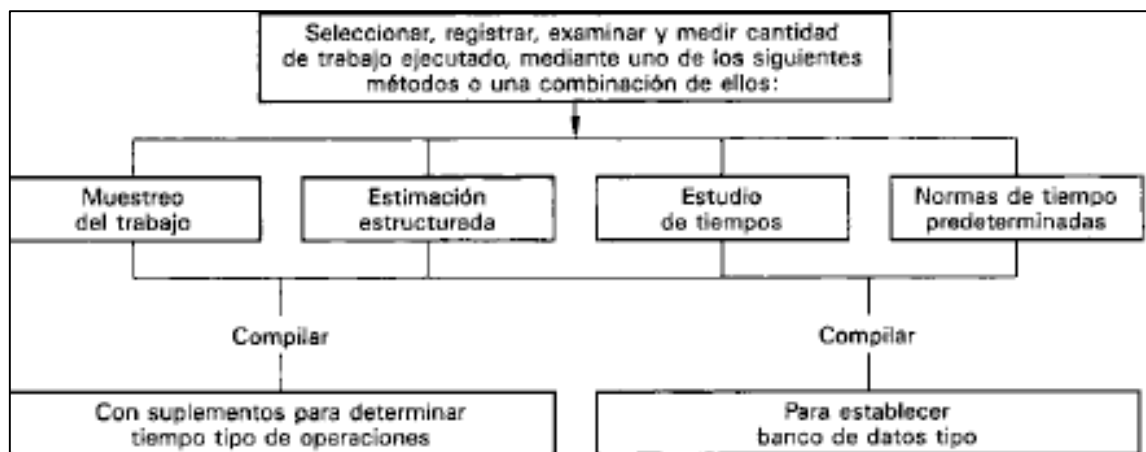 Seleccionar, registrar, examinar y medir cantidad
de trabajo ejecutado, mediante uno de los siguientes
métodos o una combinación de ellos:
Muestreo
del trabajo
Estimación
estructurada
Estudio
de tiempos
Normas de tiempo
predeterminadas
Compilar
Compilar
Con suplementos para determinar
tiempo tipo de operaciones
Para establecer
banco de datos tipo